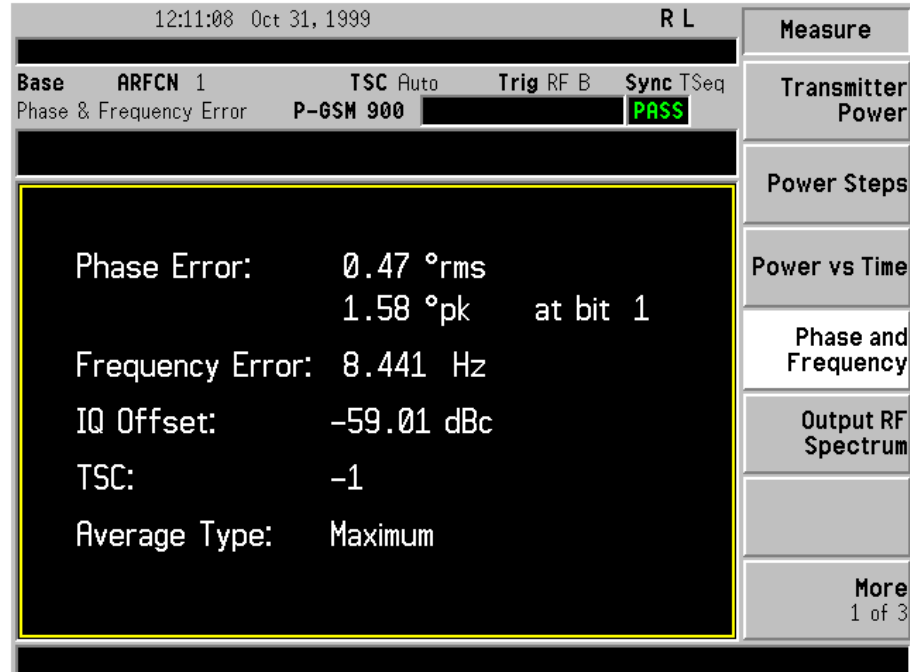 12:11:08 Oct 31, 1999 R L
Base ARFCN 1 TSC Auto Trig RF B Sync TSeq
Phase & Frequency Error P-GSM 900 PASS
Phase Error: 0.47 °rms
1.58 °pk at bit 1
Frequency Error: 8.441 Hz
IQ Offset: -59.01 dBc
TSC: -1
Average Type: Maximum
Measure
Transmitter
Power
Power Steps
Power vs Time
Phase and
Frequency
Output RF
Spectrum
More
1 of 3